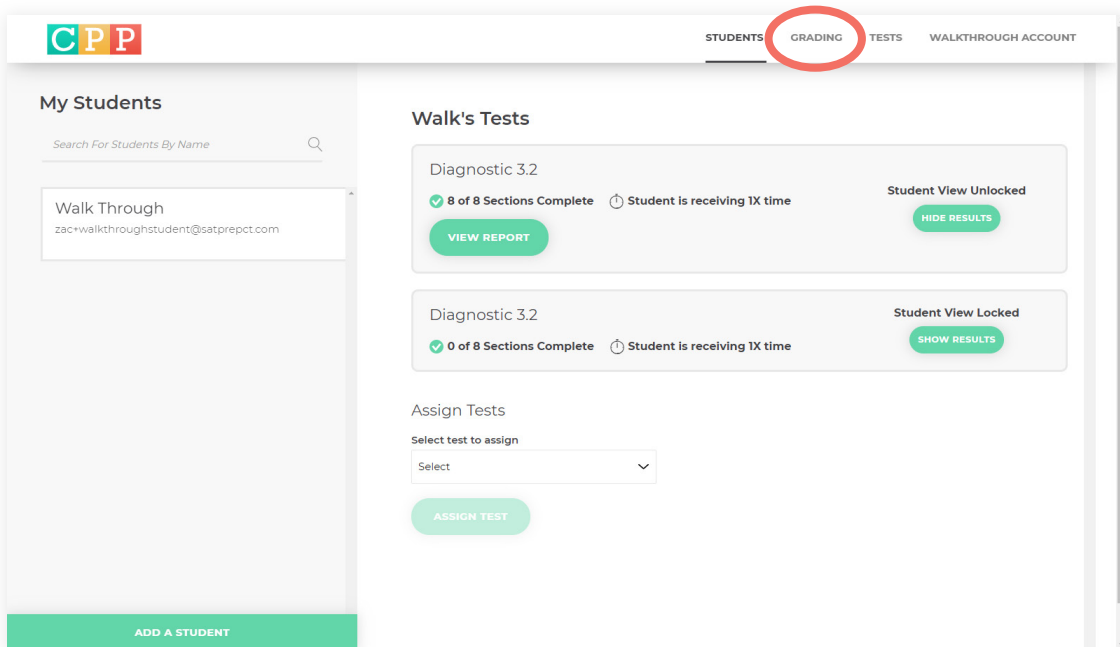 CPP
STUDENTS GRADING TESTS WALKTHROUGH ACCOUNT
My Students
Search For Students By Name
Walk Through
zac+walkthroughstudent@satprepct.com
ADD A STUDENT
Walk's Tests
Diagnostic 3.2
8 of 8 Sections Complete Student is receiving 1X time
VIEW REPORT
Student View Unlocked
HIDE RESULTS
Diagnostic 3.2
0 of 8 Sections Complete Student is receiving 1X time
Student View Locked
SHOW RESULTS
Assign Tests
Select test to assign
Select
ASSIGN TEST